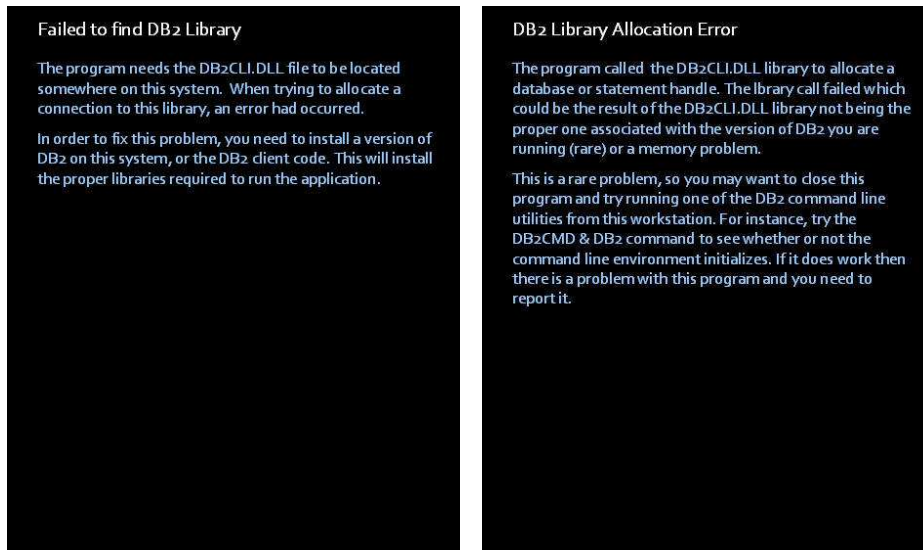 Failed to find DB2 Library
The program needs the DB2CLI.DLL file to be located
somewhere on this system.  When trying to allocate a
connection to this library, an error had occurred.
In order to fix this problem, you need to install a version of
DB2 on this system, or the DB2 client code. This will install
the proper libraries required to run the application.
DB2 Library Allocation Error
The program called  the DB2CLI.DLL library to allocate a
database or statement handle. The lbrary call failed which
could be the result of the DB2CLI.DLL library not being the
proper one associated with the version of DB2 you are
running (rare) or a memory problem.
This is a rare problem, so you may want to close this
program and try running one of the DB2 command line
utilities from this workstation. For instance, try the
DB2CMD & DB2 command to see whether or not the
command line environment initializes. If it does work then
there is a problem with this program and you need to
report it.